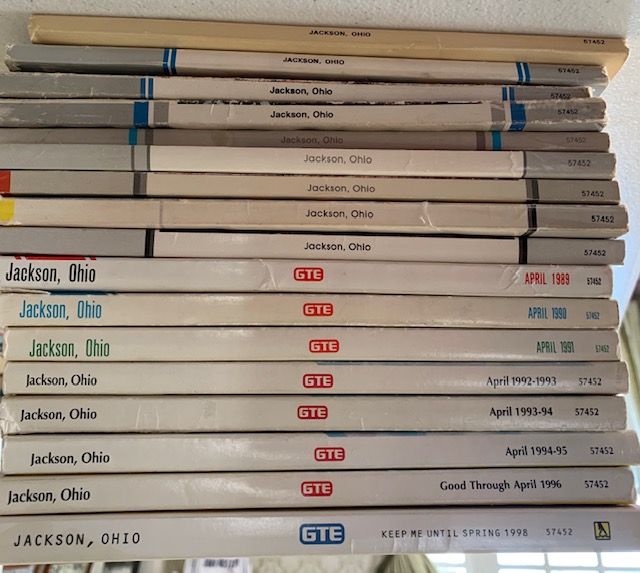 JACKSON, OHIO 57452
JACKSON, OHIO 57452
Jackson, Ohio 57452
Jackson, Ohio 57452
Jackson, Ohio 57452
Jackson, Ohio 57452
Jackson, Ohio 57452
Jackson, Ohio 57452
Jackson, Ohio 57452
Jackson, Ohio GTE APRIL 1989 57452
Jackson, Ohio GTE APRIL 1990 57452
Jackson, Ohio GTE APRIL 1991 57452
Jackson, Ohio GTE April 1992-1993 57452
Jackson, Ohio GTE April 1993-94 57452
Jackson, Ohio GTE April 1994-95 57452
Jackson, Ohio GTE Good Through April 1996 57452
JACKSON, OHIO GTE KEEP ME UNTIL SPRING 1998 57452